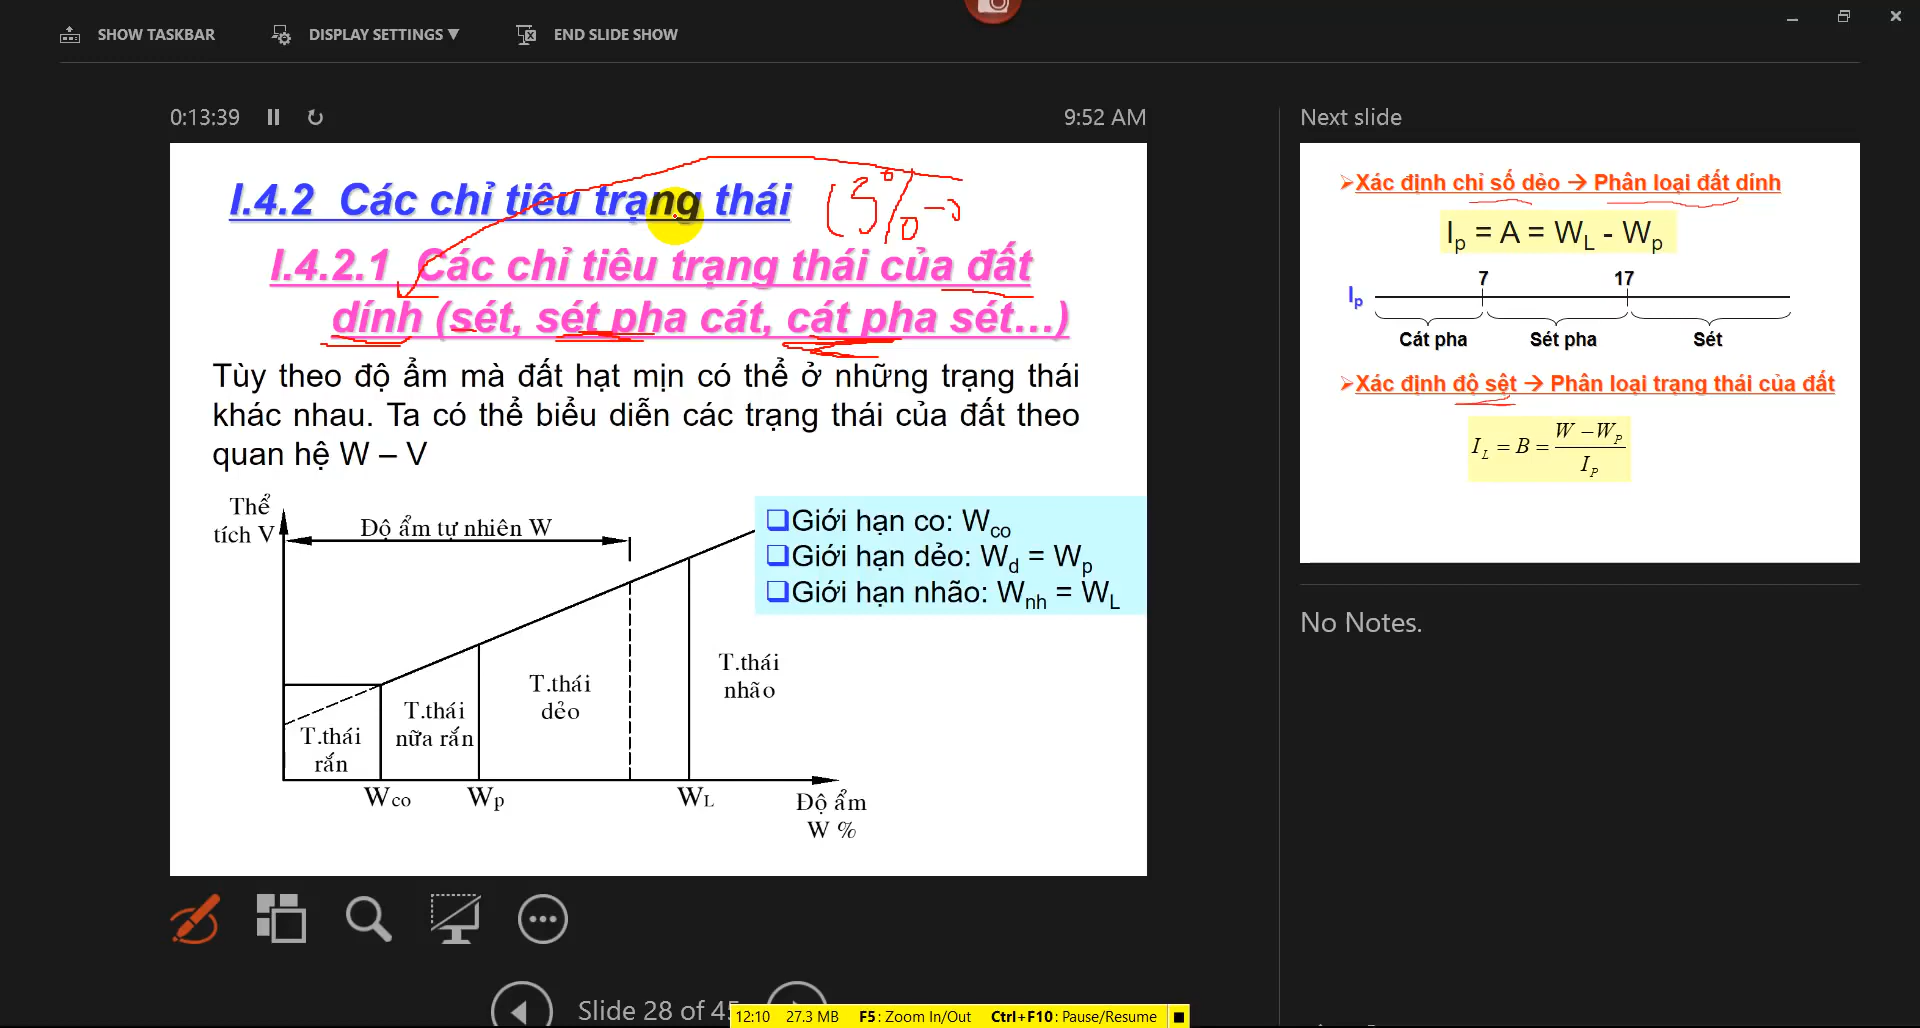 SHOW TASKBAR
DISPLAY SETTINGS ▼
END SLIDE SHOW
0:13:39
9:52 AM
I.4.2 Các chỉ tiêu trạng thái
I.4.2.1 Các chỉ tiêu trạng thái của đất
dính (sét, sét pha cát, cát pha sét...)
Tùy theo độ ẩm mà đất hạt mịn có thể ở những trạng thái
khác nhau. Ta có thể biểu diễn các trạng thái của đất theo
quan hệ W – V
Thể
tích V
Độ ẩm tự nhiên W
❑Giới hạn co: Wco
❑Giới hạn dẻo: Wd = Wp
❑Giới hạn nhão: Wnh = WL
T.thái
rắn
T.thái
nữa rắn
T.thái
dẻo
T.thái
nhão
Wco
Wp
WL
Độ ẩm
W %
Slide 28 of 45
Next slide
➢Xác định chỉ số dẻo → Phân loại đất dính
Ip = A = WL - Wp
7
17
Ip
Cát pha
Sét pha
Sét
➢Xác định độ sệt → Phân loại trạng thái của đất
IL = B = (W – WP) / IP
No Notes.
12:10 27.3 MB F5: Zoom In/Out Ctrl+F10: Pause/Resume